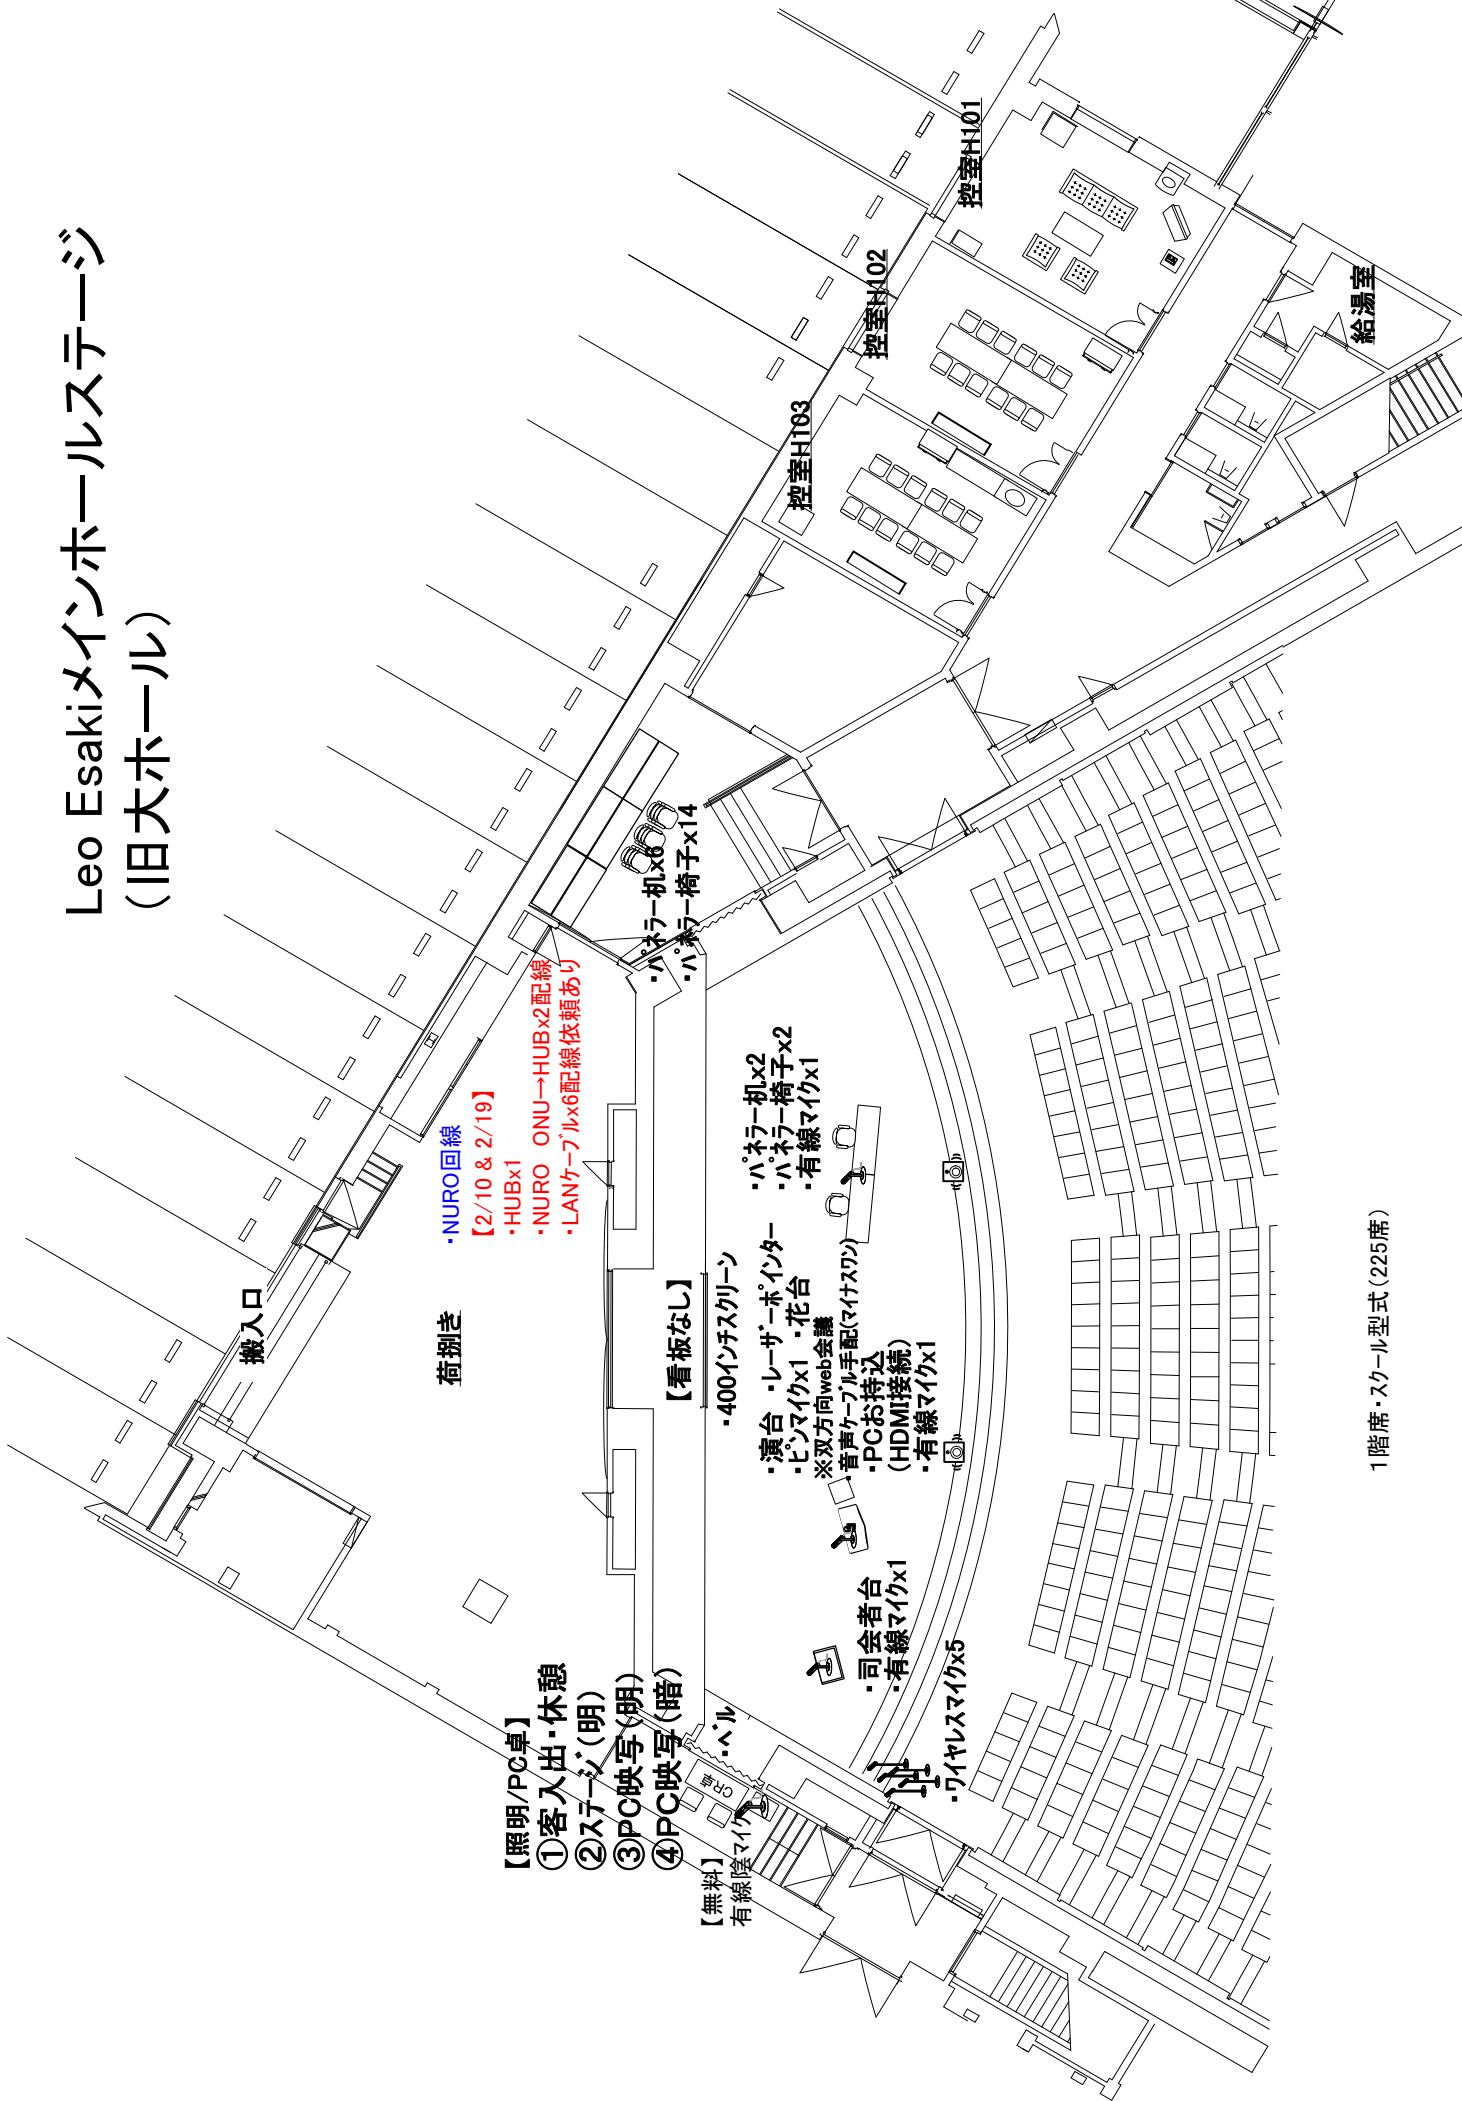 Leo Esakiメインホールステージ
(旧大ホール)
搬入口
荷捌き
・NURO回線
【2/10 & 2/19】
・HUBx1
・NURO ONU→HUBx2配線
・LANケーブルx6配線依頼あり
・パネラー机x6
・パネラー椅子x14
控室H103
控室H102
控室H101
給湯室
【照明/PC卓】
①客入出・休憩
②ステージ(明)
③PC映写(明)
④PC映写(暗)
【無料】
有線陰マイク
CR卓
・ベル
【看板なし】
・400インチスクリーン
・演台 ・レーザーポインター
・ピンマイクx1 ・花台
※双方向web会議
・音声ケーブル手配(マイナスワン)
・PCお持込
(HDMI接続)
・有線マイクx1
・パネラー机x2
・パネラー椅子x2
・有線マイクx1
・司会者台
・有線マイクx1
・ワイヤレスマイクx5
1階席・スクール型式(225席)